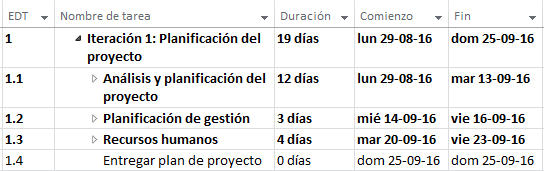 EDT Nombre de tarea Duración Comienzo Fin
1 Iteración 1: Planificación del proyecto 19 días lun 29-08-16 dom 25-09-16
1.1 Análisis y planificación del proyecto 12 días lun 29-08-16 mar 13-09-16
1.2 Planificación de gestión 3 días mié 14-09-16 vie 16-09-16
1.3 Recursos humanos 4 días mar 20-09-16 vie 23-09-16
1.4 Entregar plan de proyecto 0 días dom 25-09-16 dom 25-09-16